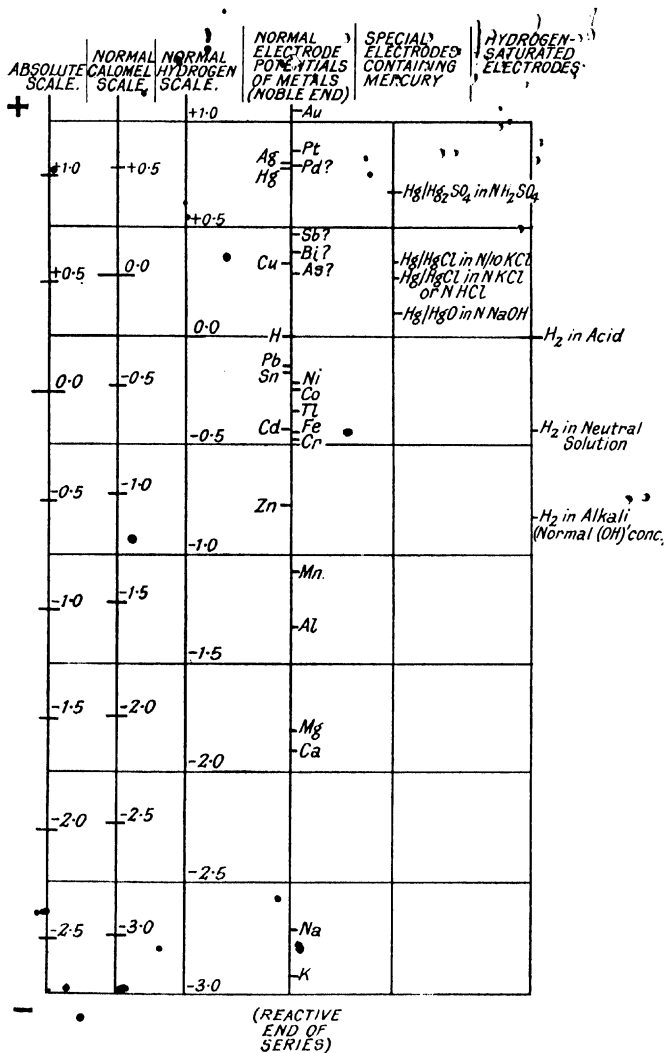 ABSOLUTE
SCALE.
NORMAL
CALOMEL
SCALE.
NORMAL
HYDROGEN
SCALE.
NORMAL
ELECTRODE
POTENTIALS
OF METALS
(NOBLE END)
SPECIAL
ELECTRODES
CONTAINING
MERCURY
HYDROGEN-
SATURATED
ELECTRODES
+
+1.0
+0.5
0.0
-0.5
-1.0
-1.5
-2.0
-2.5
+0.5
0.0
-0.5
-1.0
-1.5
-2.0
-2.5
-3.0
+1.0
+0.5
0.0
-0.5
-1.0
-1.5
-2.0
-2.5
-3.0
Au
Pt
Ag
Pd?
Hg
Sb?
Bi?
Cu
As?
H
Pb
Sn
Ni
Co
Tl
Cd
Fe
Cr
Zn
Mn.
Al
Mg
Ca
Na
K
Hg/Hg2SO4 in NH2SO4
Hg/HgCl in N/10 KCl
Hg/HgCl in N KCl
or N HCl
Hg/HgO in N NaOH
H2 in Acid
H2 in Neutral
Solution
H2 in Alkali
(Normal (OH)'conc,
−
(REACTIVE
END OF
SERIES)